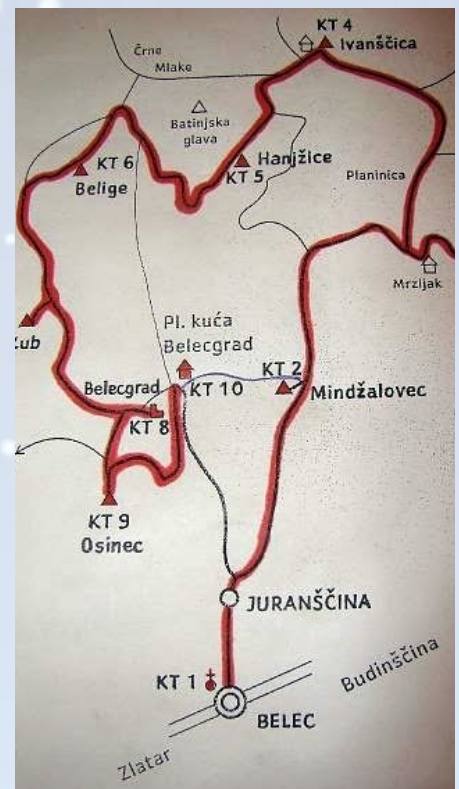 KT 4
Ivanščica
Črne
Mlake
Batinjska
glava
Hanjžice
KT 5
KT 6
Belige
Planinica
Mrzljak
Pl. kuća
Belecgrad
KT 2
Mindžalovec
Belecgrad
KT 10
KT 8
KT 9
Osinec
JURANŠČINA
KT 1
BELEC
Budinščina
Zlatar